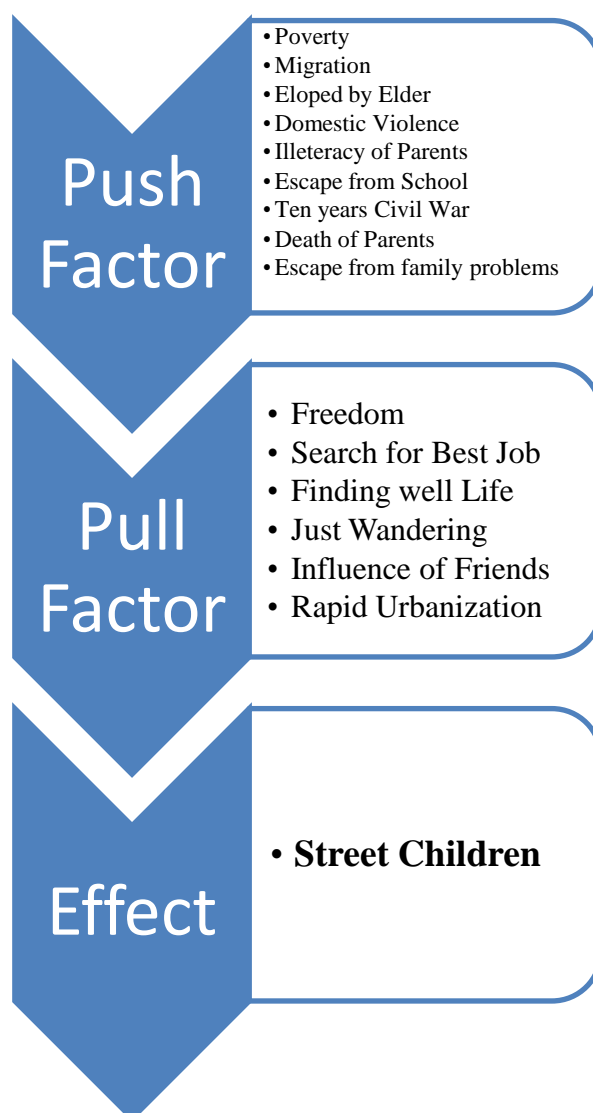 Push
Factor
• Poverty
• Migration
• Eloped by Elder
• Domestic Violence
• Illeteracy of Parents
• Escape from School
• Ten years Civil War
• Death of Parents
• Escape from family problems
Pull
Factor
• Freedom
• Search for Best Job
• Finding well Life
• Just Wandering
• Influence of Friends
• Rapid Urbanization
Effect
• Street Children